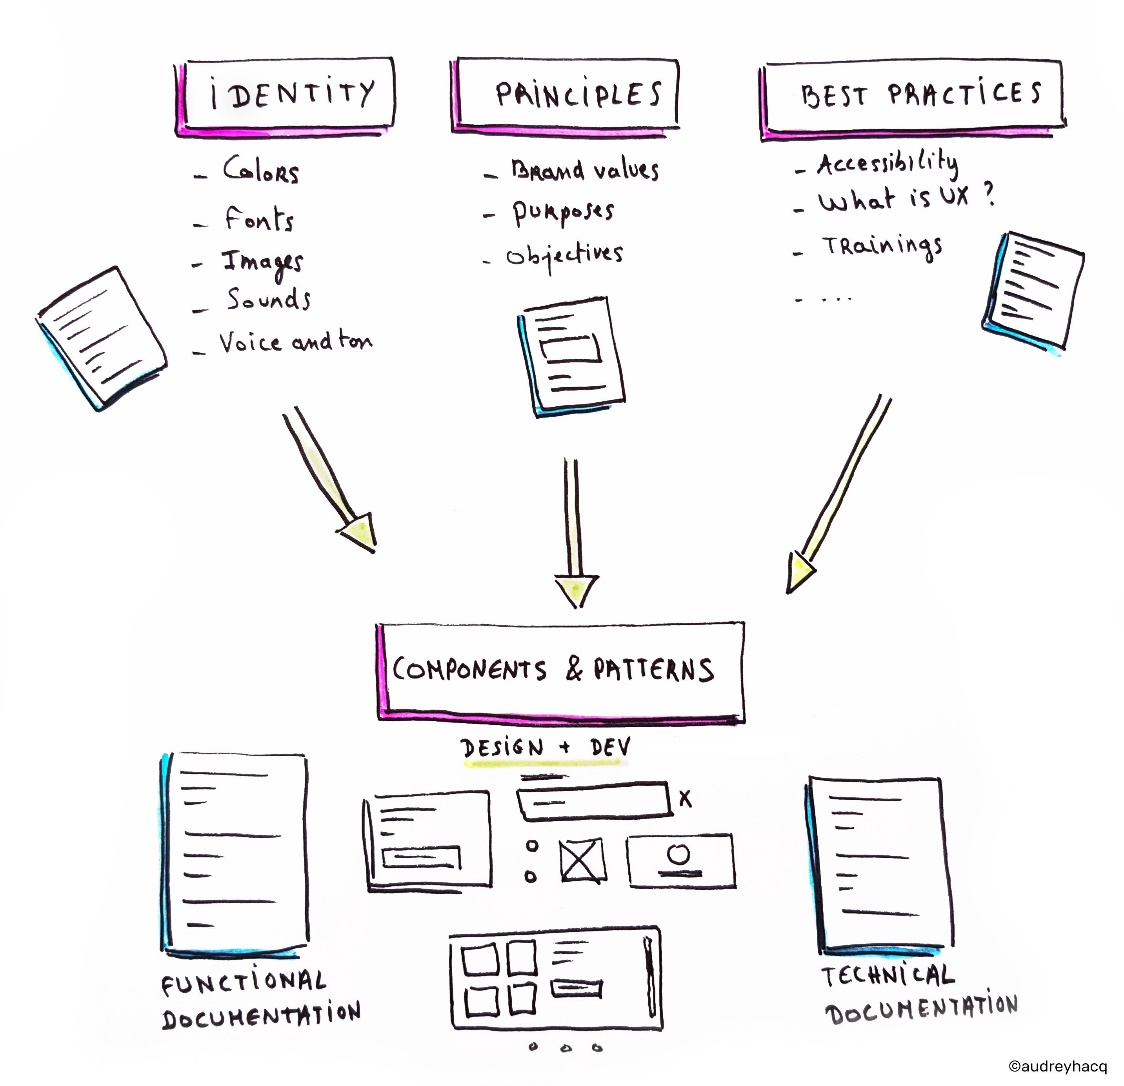 iDENTiTY
- Colors
- Fonts
- Images
- Sounds
- Voice and ton
PRiNCiPLES
- Brand values
- purposes
- Objectives
BEST PRACTiCES
- Accessibility
- What is UX ?
- TRainings
- ...
COMPONENTS & PATTERNS
DESiGN + DEV
X
FUNCTiONAL
DOCUMENTATiON
TECHNiCAL
DOCUMENTATiON
©audreyhacq